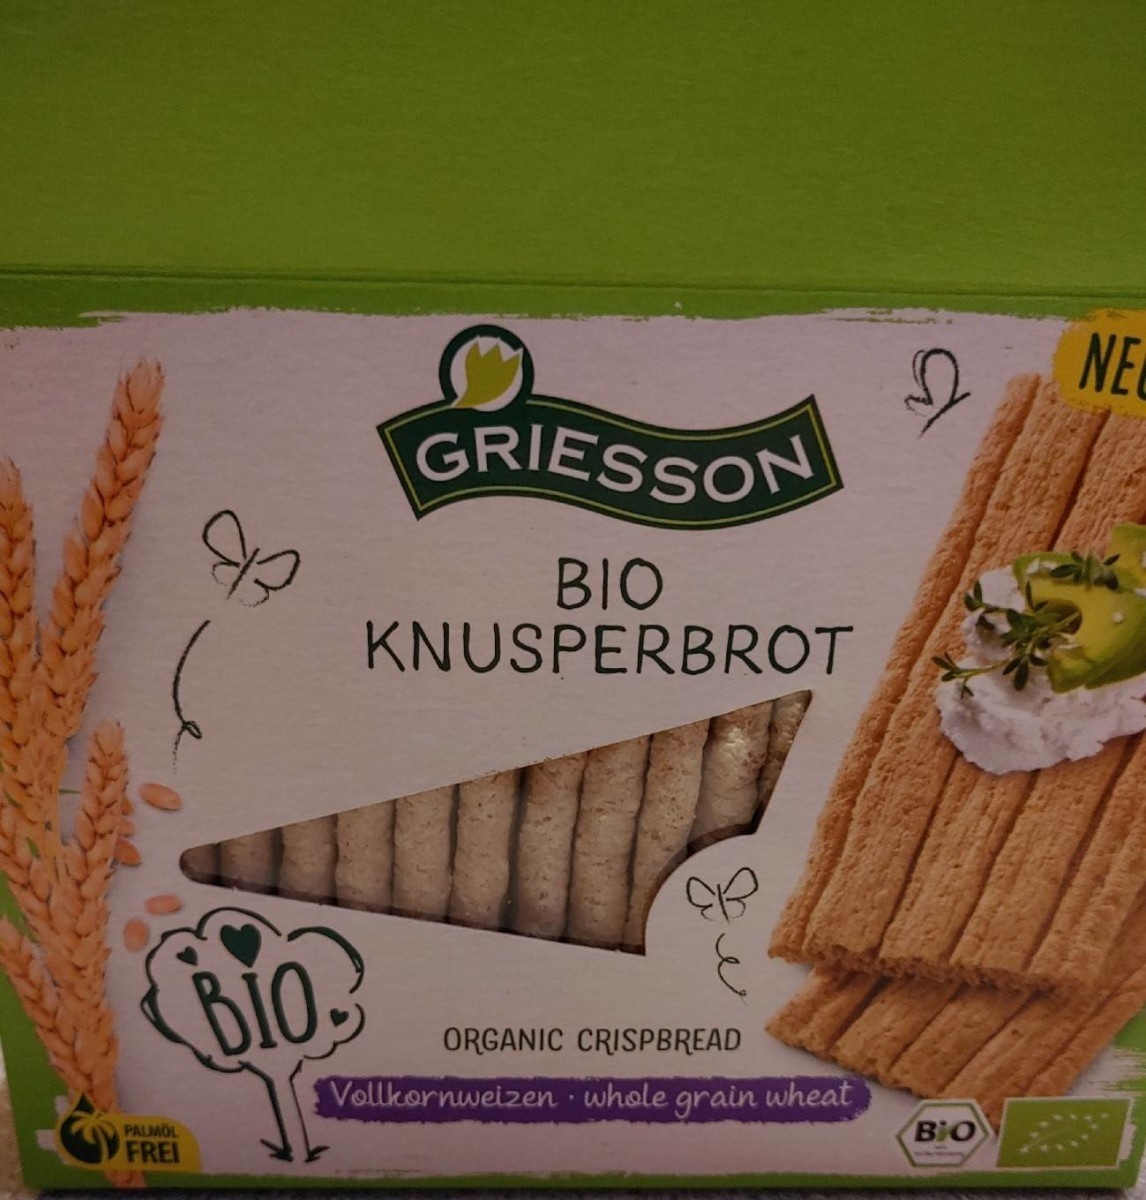 GRIESSON
BIO
KNUSPERBROT
BIO
ORGANIC CRISPBREAD
Vollkornweizen · whole grain wheat
PALMÖL
FREI
BiO